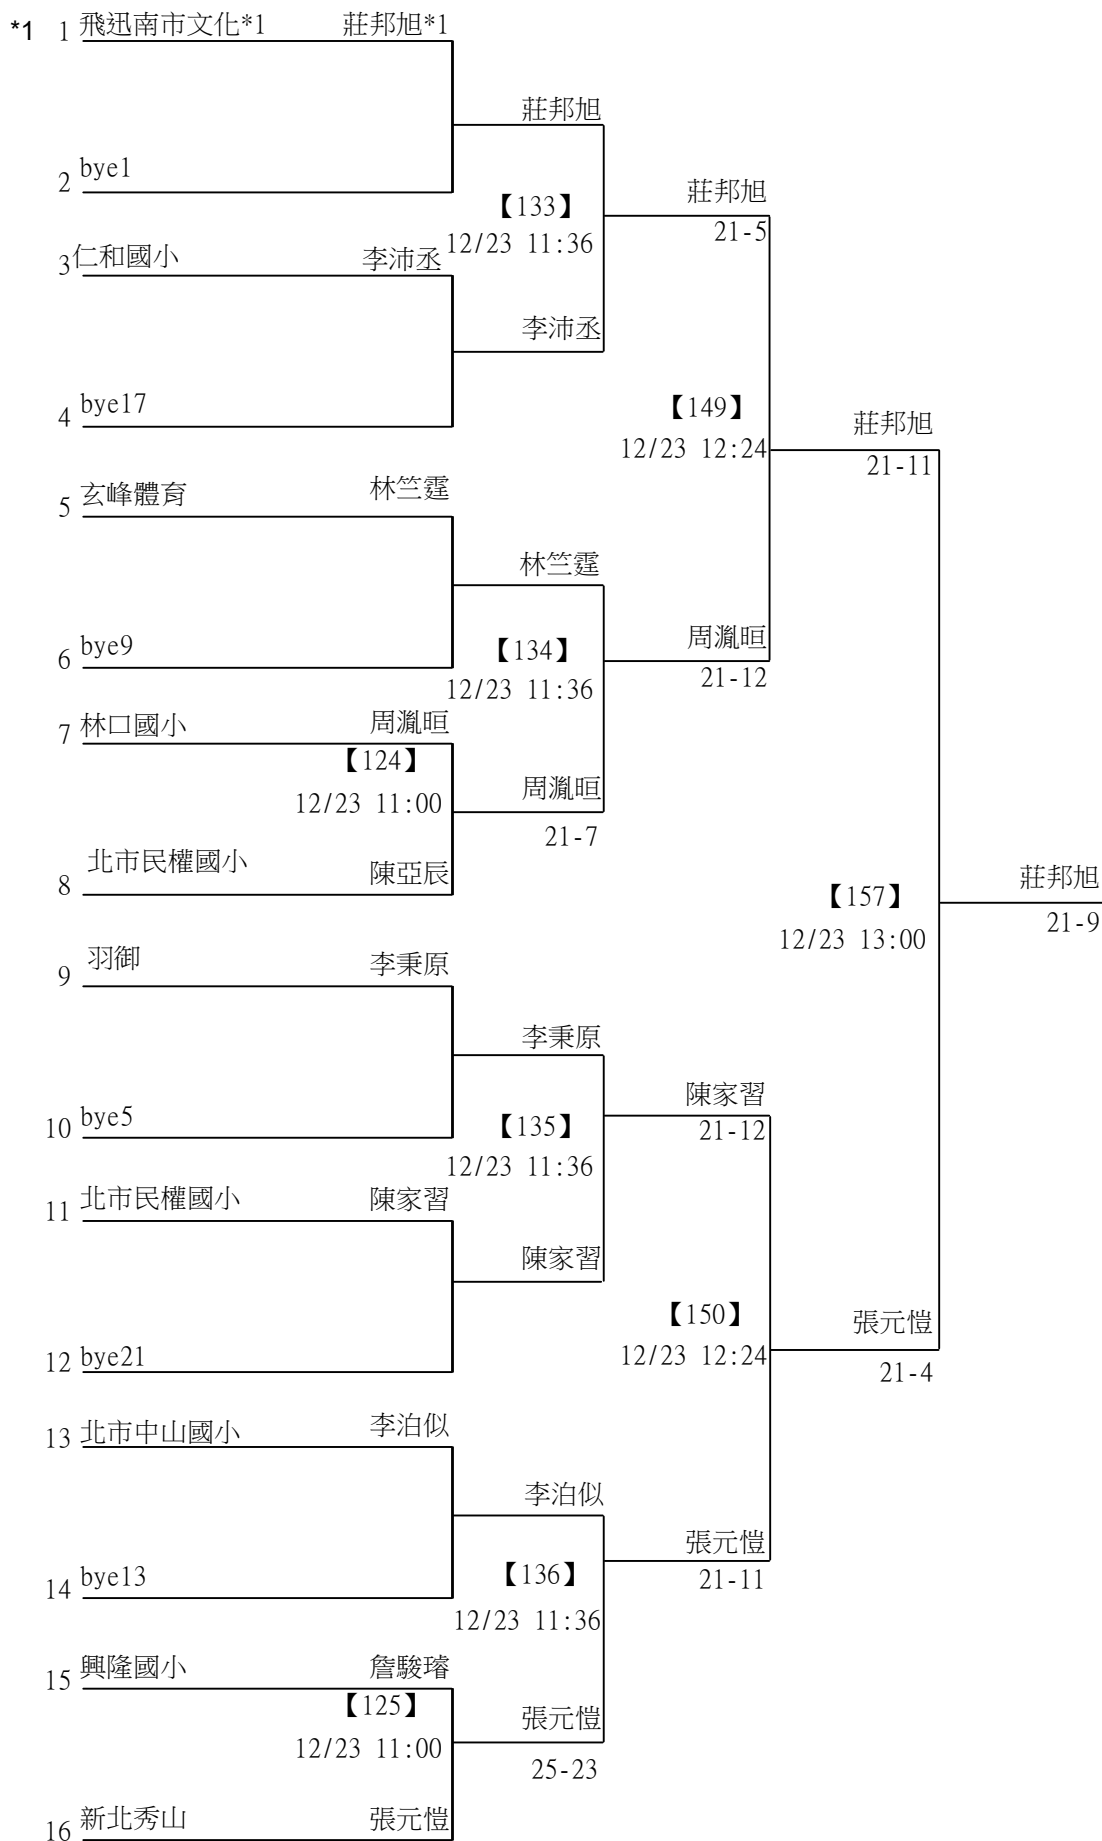 *1 1 飛迅南市文化*1 莊邦旭*1
莊邦旭
2 bye1
莊邦旭
【133】
21-5
12/23 11:36
3 仁和國小 李沛丞
李沛丞
4 bye17
【149】
莊邦旭
12/23 12:24
21-11
5 玄峰體育 林竺霆
林竺霆
6 bye9
【134】
周胤晅
21-12
12/23 11:36
7 林口國小 周胤晅
【124】
周胤晅
12/23 11:00
21-7
8 北市民權國小 陳亞辰
莊邦旭
【157】
21-9
12/23 13:00
9 羽御 李秉原
李秉原
陳家習
10 bye5
【135】
21-12
12/23 11:36
11 北市民權國小 陳家習
陳家習
【150】
張元愷
12/23 12:24
12 bye21
21-4
13 北市中山國小 李泊似
李泊似
張元愷
14 bye13
【136】
21-11
12/23 11:36
15 興隆國小 詹駿璿
【125】
張元愷
12/23 11:00
25-23
16 新北秀山 張元愷